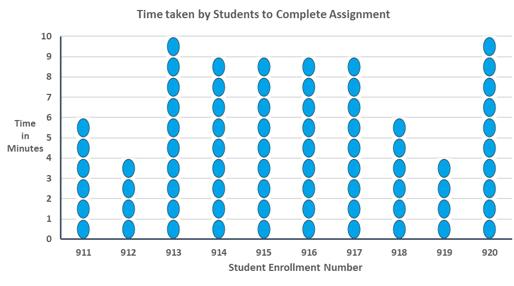 Time taken by Students to Complete Assignment
10
9
8
7
6
5
4
3
2
1
0
Time
in
Minutes
911 912 913 914 915 916 917 918 919 920
Student Enrollment Number